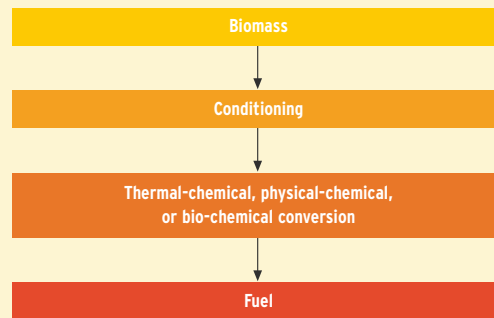 Biomass
Conditioning
Thermal-chemical, physical-chemical,
or bio-chemical conversion
Fuel